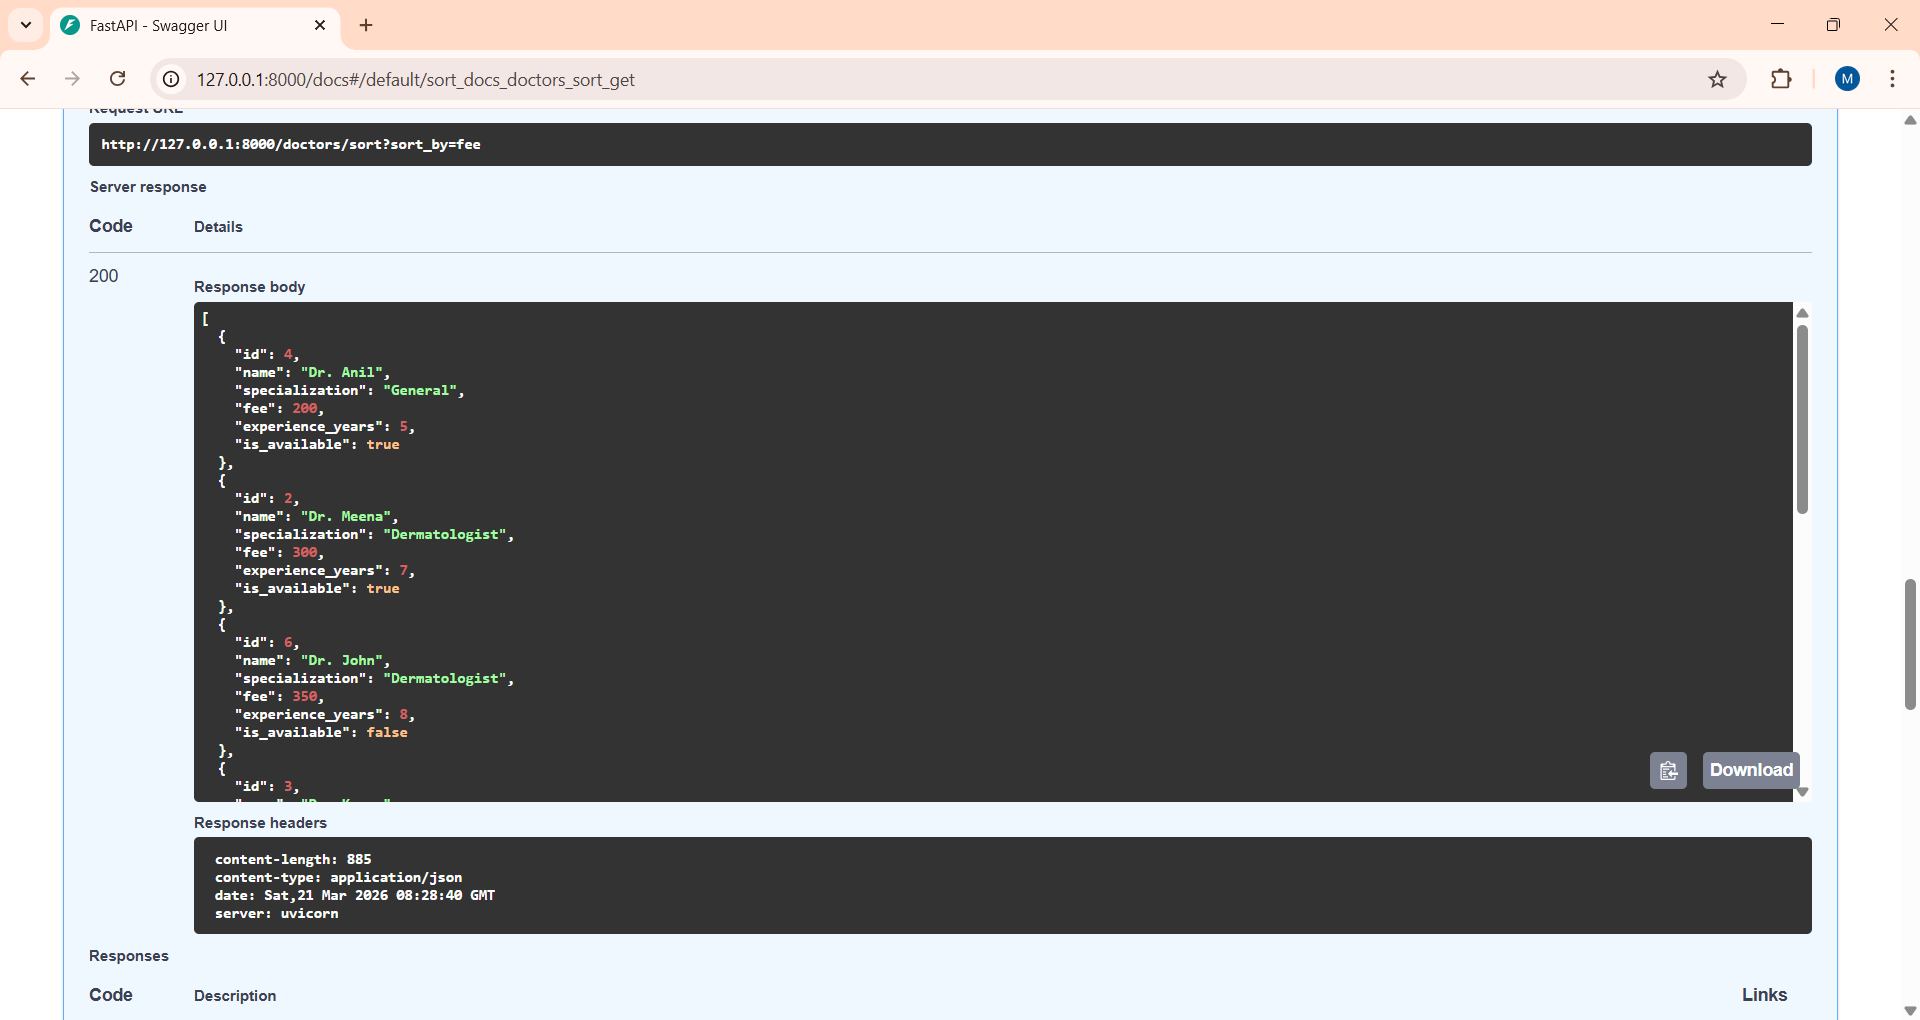 FastAPI - Swagger UI
127.0.0.1:8000/docs#/default/sort_docs_doctors_sort_get
M
Request URL
http://127.0.0.1:8000/doctors/sort?sort_by=fee
Server response
Code Details
200
Response body
[
{
"id": 4,
"name": "Dr. Anil",
"specialization": "General",
"fee": 200,
"experience_years": 5,
"is_available": true
},
{
"id": 2,
"name": "Dr. Meena",
"specialization": "Dermatologist",
"fee": 300,
"experience_years": 7,
"is_available": true
},
{
"id": 6,
"name": "Dr. John",
"specialization": "Dermatologist",
"fee": 350,
"experience_years": 8,
"is_available": false
},
{
"id": 3,
Download
Response headers
content-length: 885
content-type: application/json
date: Sat,21 Mar 2026 08:28:40 GMT
server: uvicorn
Responses
Code Description Links